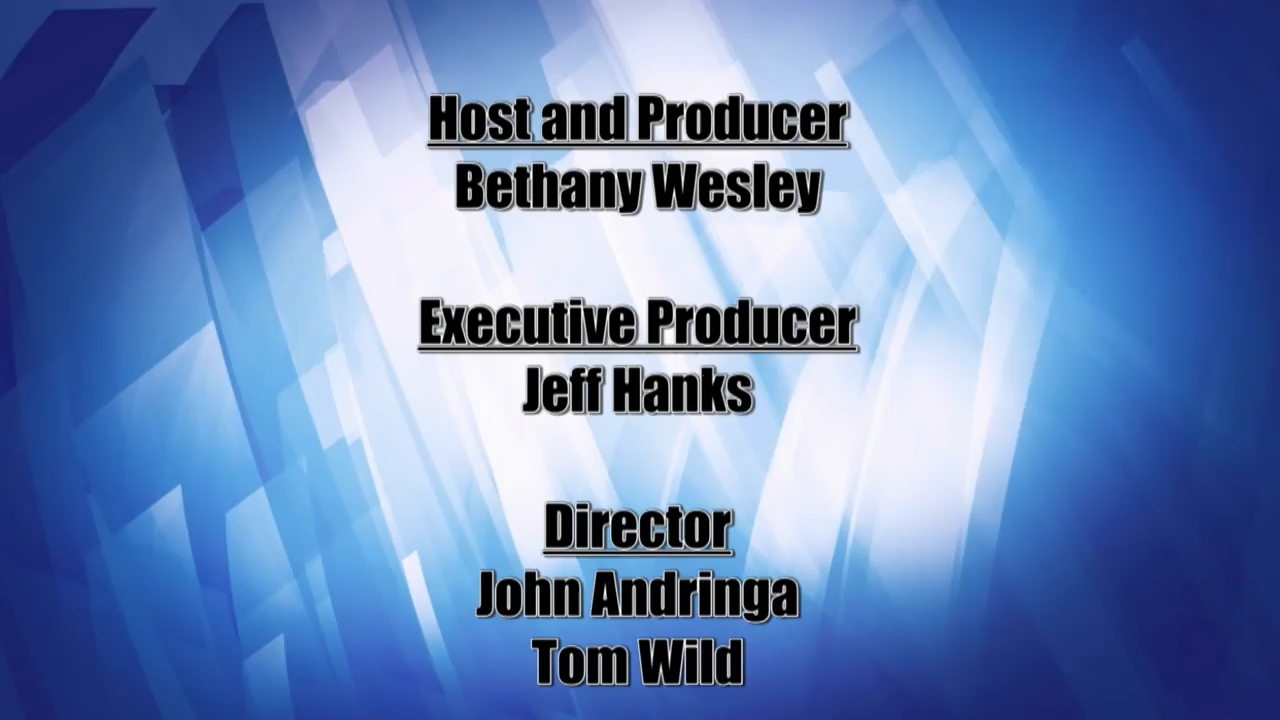 Host and Producer
Bethany Wesley
Executive Producer
Jeff Hanks
Director
John Andringa
Tom Wild